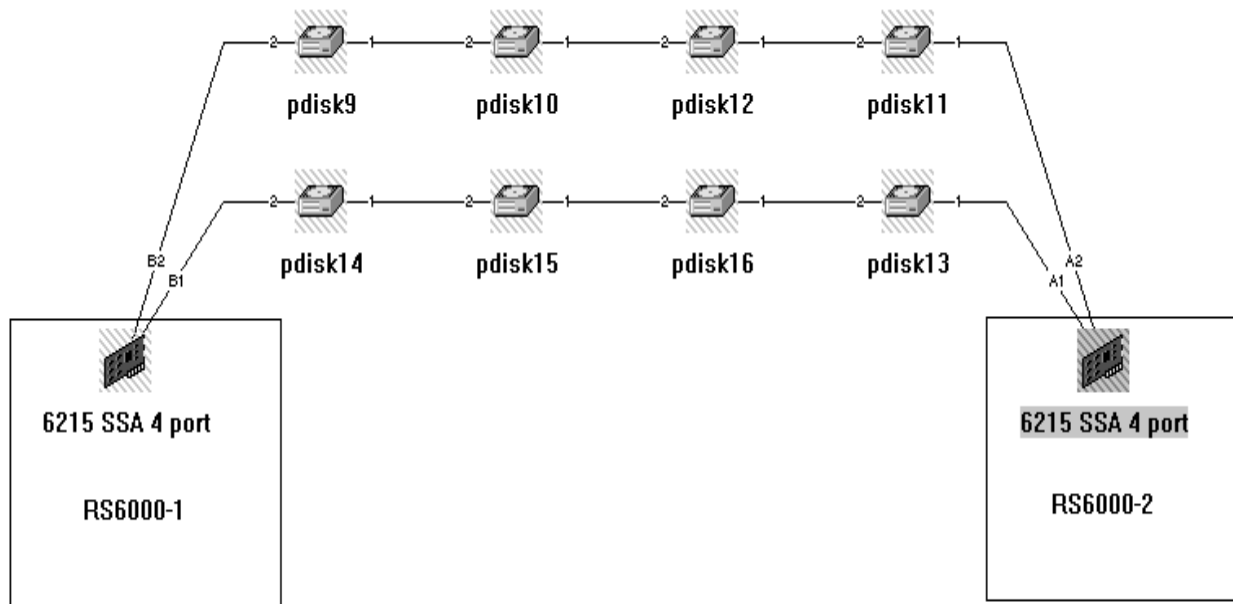 2 1 2 1 2 1 2 1
pdisk9 pdisk10 pdisk12 pdisk11
2 1 2 1 2 1 2 1
pdisk14 pdisk15 pdisk16 pdisk13
B2 A2
B1 A1
6215 SSA 4 port 6215 SSA 4 port
RS6000-1 RS6000-2